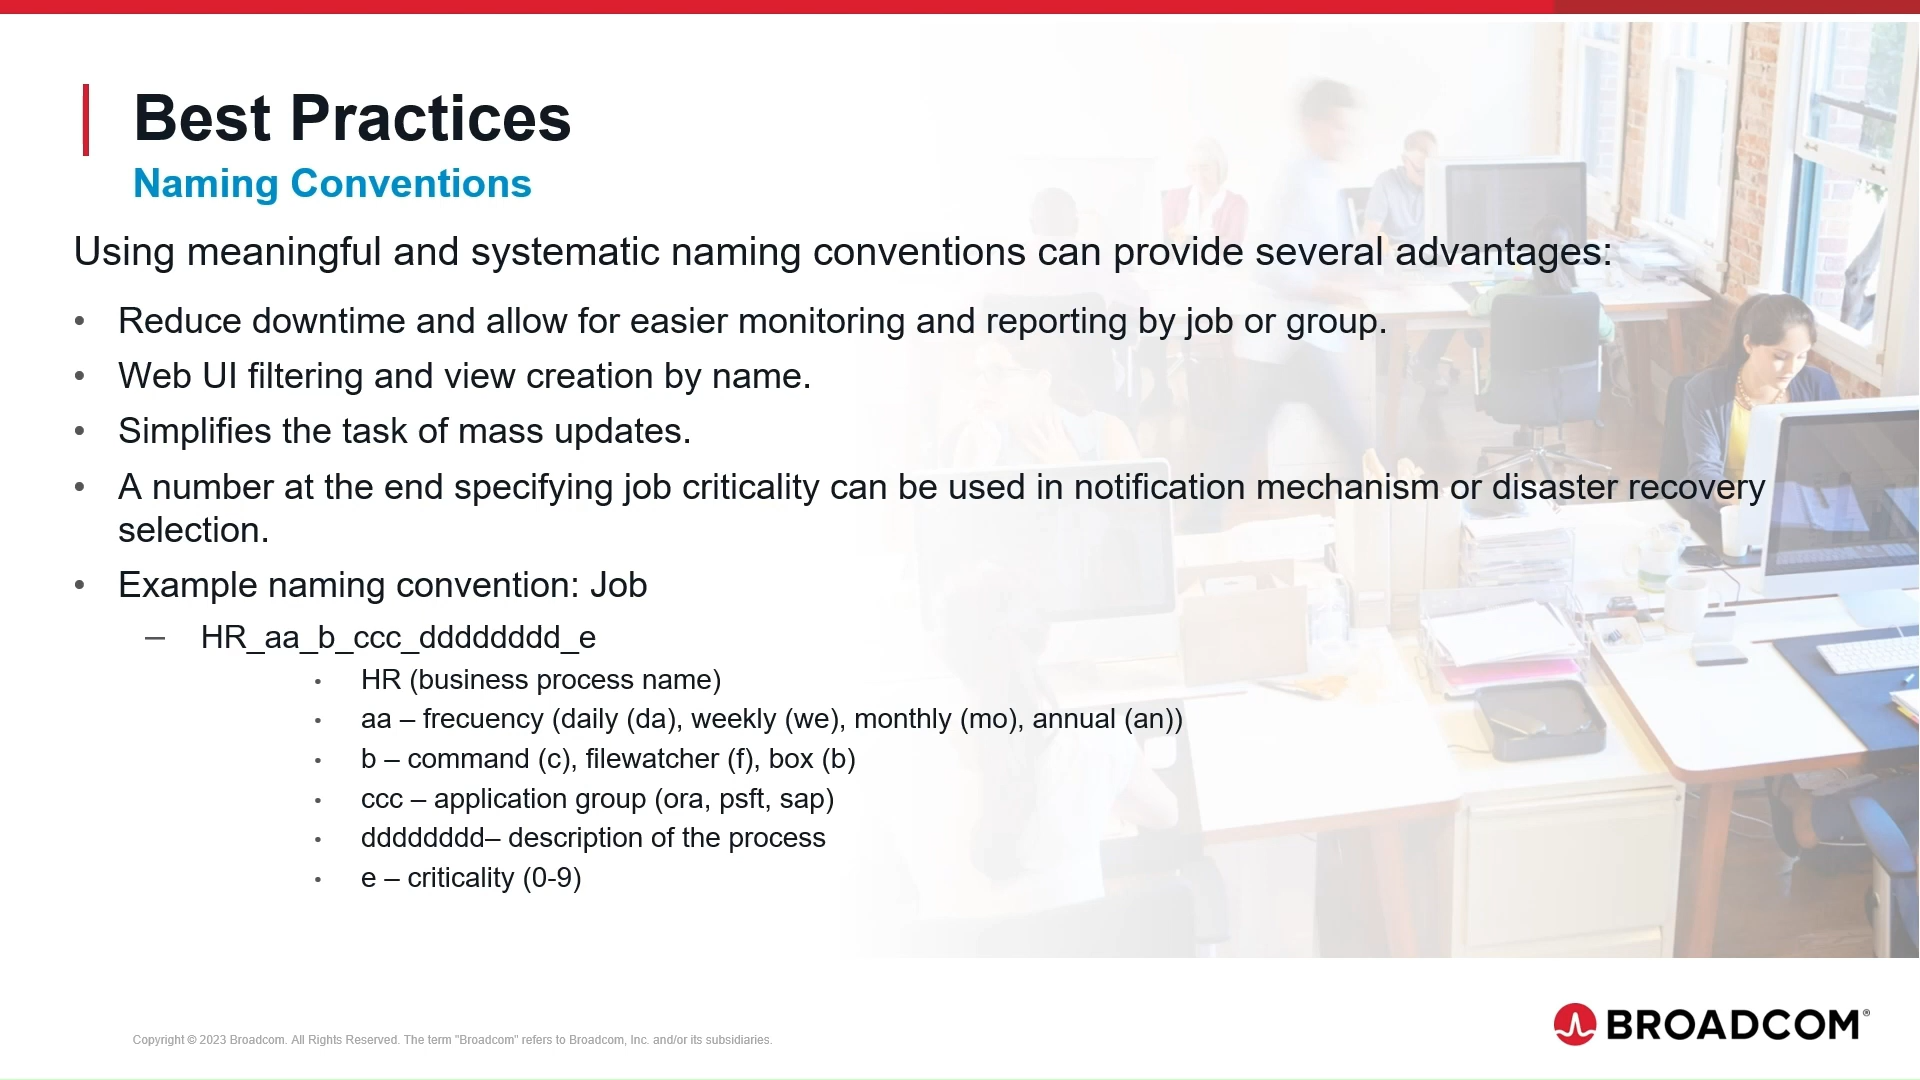 Best Practices
Naming Conventions
Using meaningful and systematic naming conventions can provide several advantages:
• Reduce downtime and allow for easier monitoring and reporting by job or group.
• Web UI filtering and view creation by name.
• Simplifies the task of mass updates.
• A number at the end specifying job criticality can be used in notification mechanism or disaster recovery
selection.
• Example naming convention: Job
– HR_aa_b_ccc_dddddddd_e
• HR (business process name)
• aa – frecuency (daily (da), weekly (we), monthly (mo), annual (an))
• b – command (c), filewatcher (f), box (b)
• ccc – application group (ora, psft, sap)
• dddddddd– description of the process
• e – criticality (0-9)
Copyright © 2023 Broadcom. All Rights Reserved. The term "Broadcom" refers to Broadcom, Inc. and/or its subsidiaries.
BROADCOM®